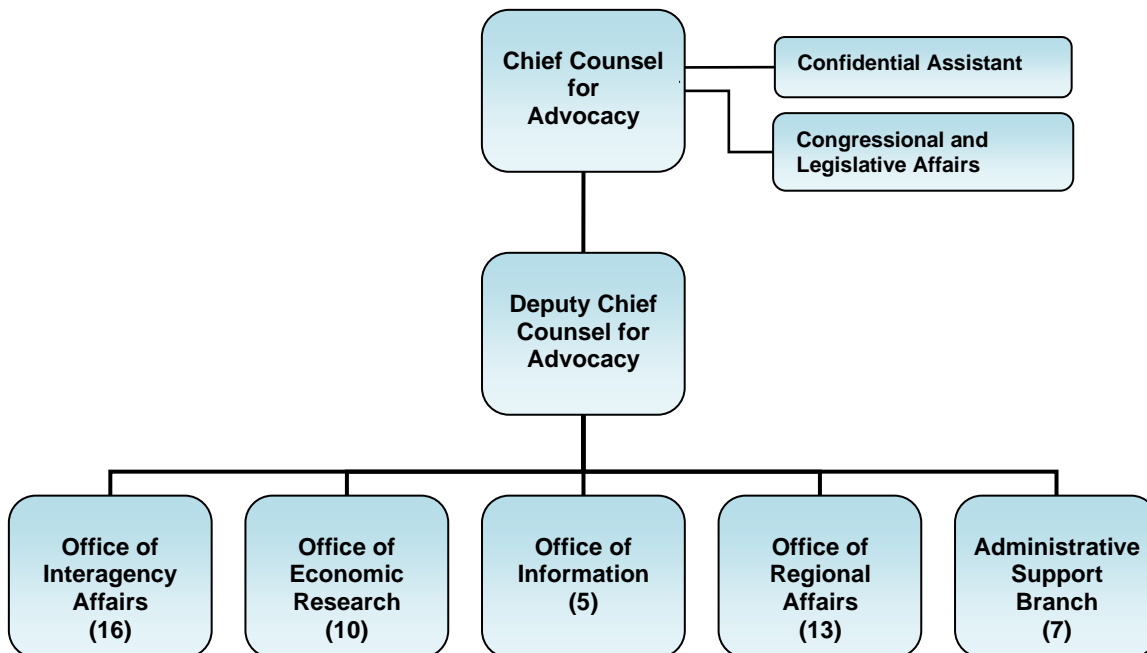 Chief Counsel
for
Advocacy
Confidential Assistant
Congressional and
Legislative Affairs
Deputy Chief
Counsel for
Advocacy
Office of
Interagency
Affairs
(16)
Office of
Economic
Research
(10)
Office of
Information
(5)
Office of
Regional
Affairs
(13)
Administrative
Support
Branch
(7)